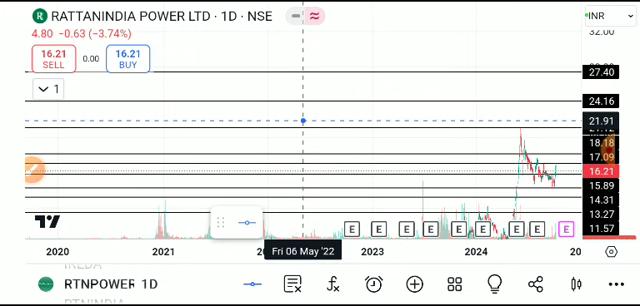 RATTANINDIA POWER LTD · 1D · NSE
4.80 −0.63 (−3.74%)
16.21
SELL
0.00
16.21
BUY
1
INR
32.00
27.40
24.16
21.91
18.18
17.09
16.21
15.89
14.31
13.27
11.57
E E E E E E E E E
2020 2021 2023 2024 20
Fri 06 May '22
RTNPOWER 1D